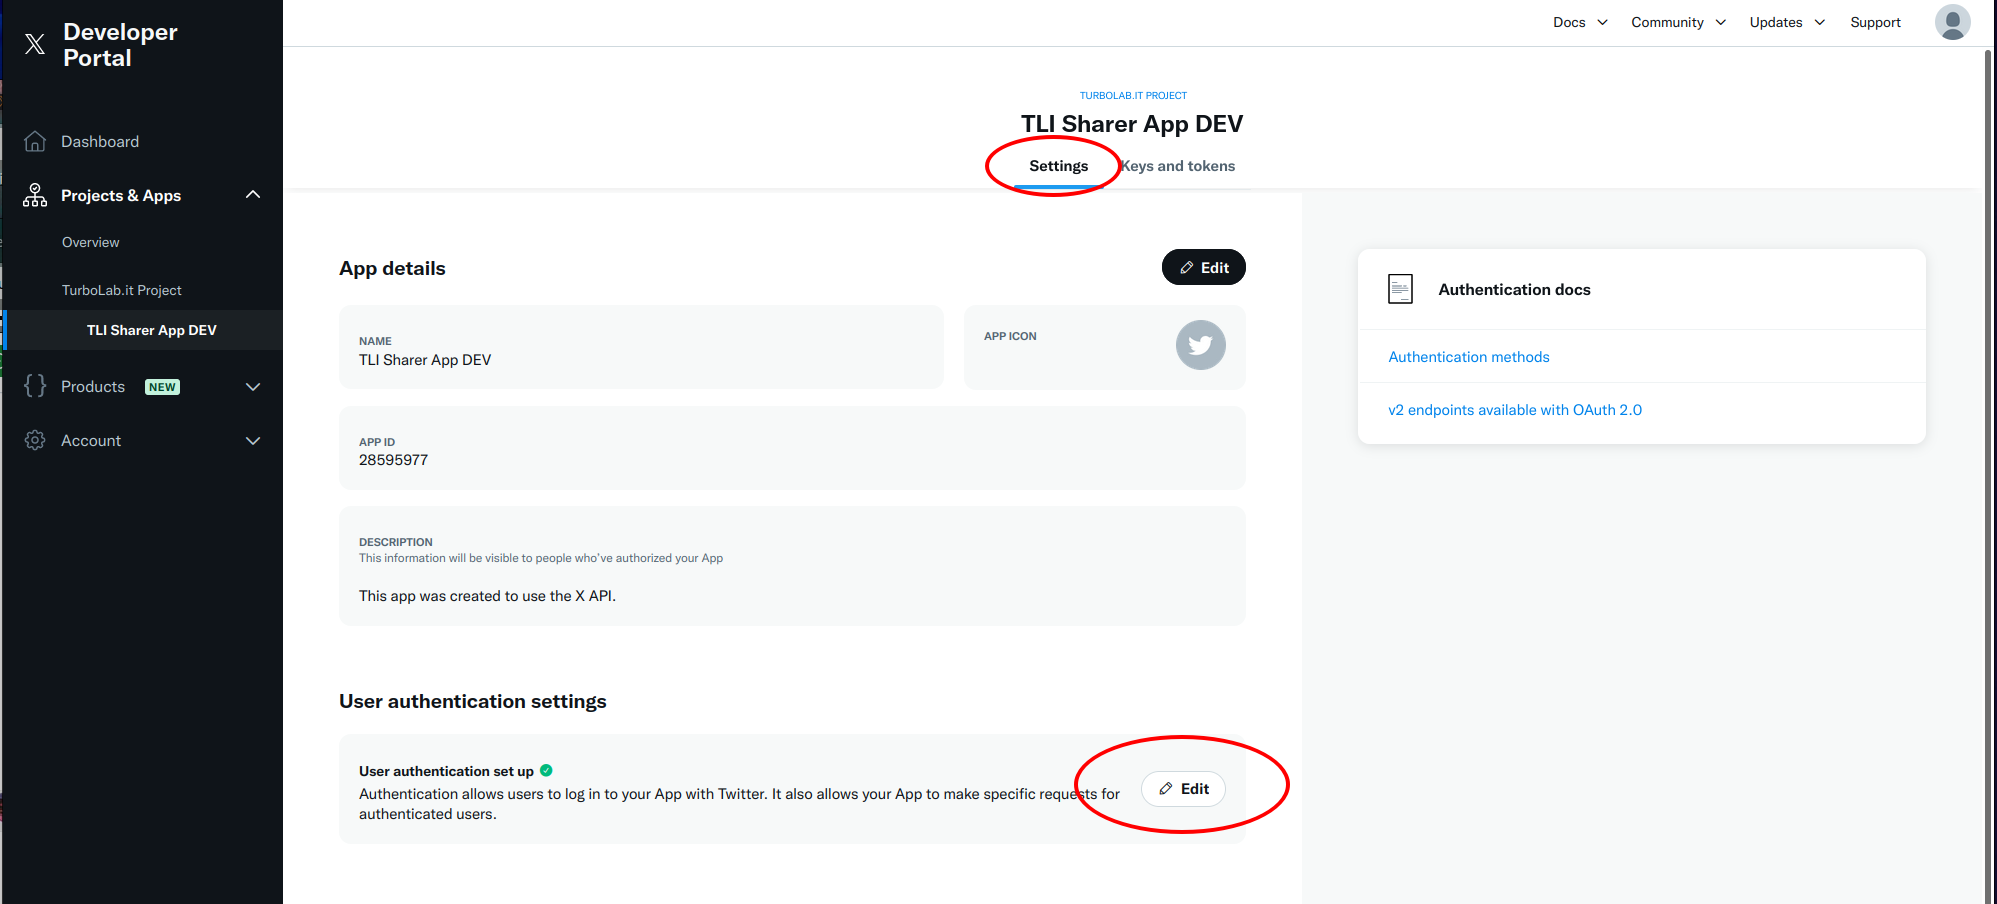 Developer
Portal
Docs
Community
Updates
Support
Dashboard
Projects & Apps
Overview
TurboLab.it Project
TLI Sharer App DEV
Products NEW
Account
TURBOLAB.IT PROJECT
TLI Sharer App DEV
Settings
Keys and tokens
App details
Edit
NAME
TLI Sharer App DEV
APP ICON
APP ID
28595977
DESCRIPTION
This information will be visible to people who've authorized your App
This app was created to use the X API.
User authentication settings
User authentication set up
Authentication allows users to log in to your App with Twitter. It also allows your App to make specific requests for
authenticated users.
Edit
Authentication docs
Authentication methods
v2 endpoints available with OAuth 2.0